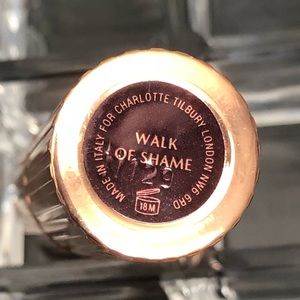 MADE IN ITALY FOR CHARLOTTE TILBURY LONDON NW6 6RD
WALK
OF SHAME
18M